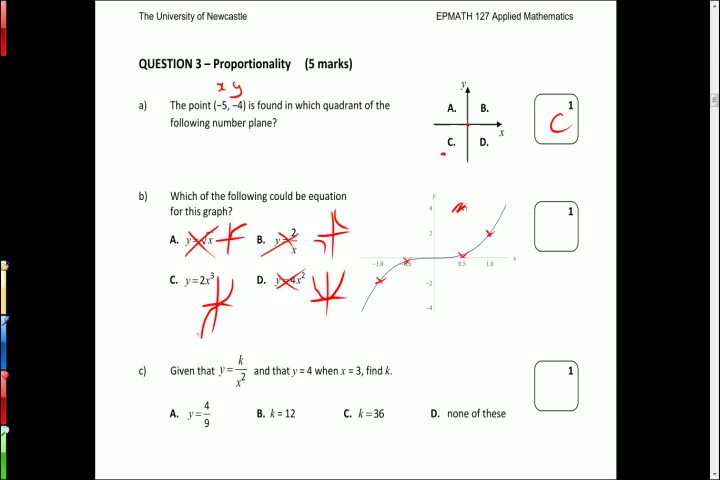 The University of Newcastle
EPMATH 127 Applied Mathematics
QUESTION 3 – Proportionality (5 marks)
x y
a) The point (−5, −4) is found in which quadrant of the
following number plane?
y
A. B.
x
C. D.
1
C
b) Which of the following could be equation
for this graph?
A. y = √x B. y = 2/x
C. y = 2x³ D. y = 4x²
y
4
2
−1.0 0.5 1.0 x
−2
−4
1
c) Given that y = k/x² and that y = 4 when x = 3, find k.
1
A. y = 4/9 B. k = 12 C. k = 36 D. none of these